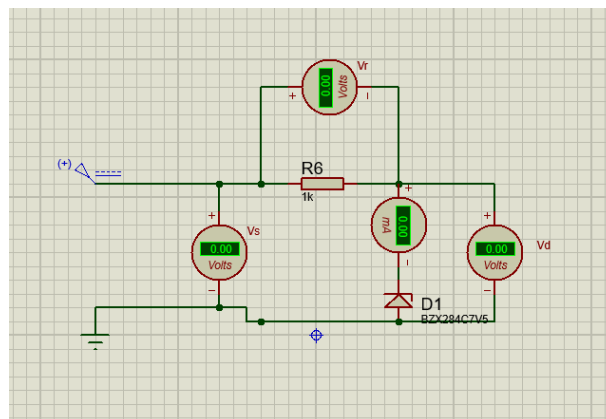 Vr
+
0.00
Volts
−
(+)
R6
1k
+
Vs
0.00
Volts
−
+
mA
0.00
−
+
Vd
0.00
Volts
−
D1
BZX284C7V5